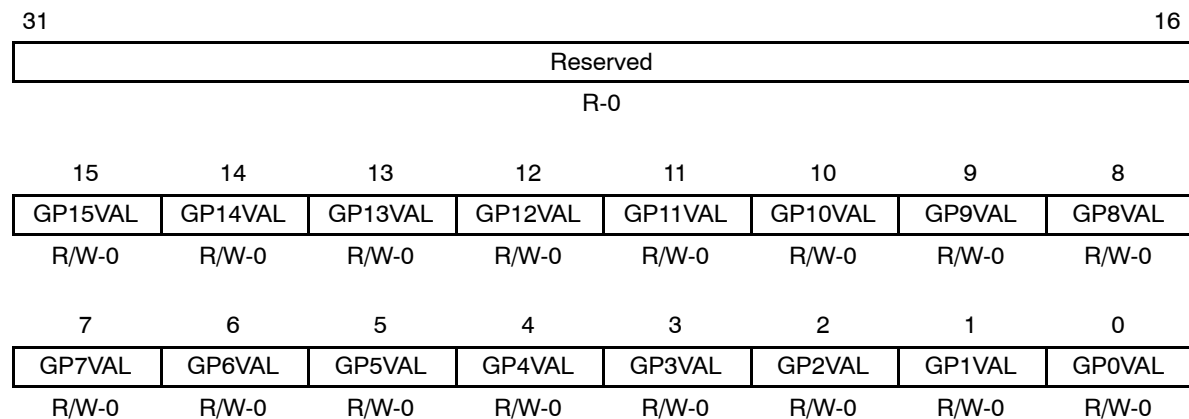 31 16
Reserved
R-0
15 14 13 12 11 10 9 8
GP15VAL GP14VAL GP13VAL GP12VAL GP11VAL GP10VAL GP9VAL GP8VAL
R/W-0 R/W-0 R/W-0 R/W-0 R/W-0 R/W-0 R/W-0 R/W-0
7 6 5 4 3 2 1 0
GP7VAL GP6VAL GP5VAL GP4VAL GP3VAL GP2VAL GP1VAL GP0VAL
R/W-0 R/W-0 R/W-0 R/W-0 R/W-0 R/W-0 R/W-0 R/W-0